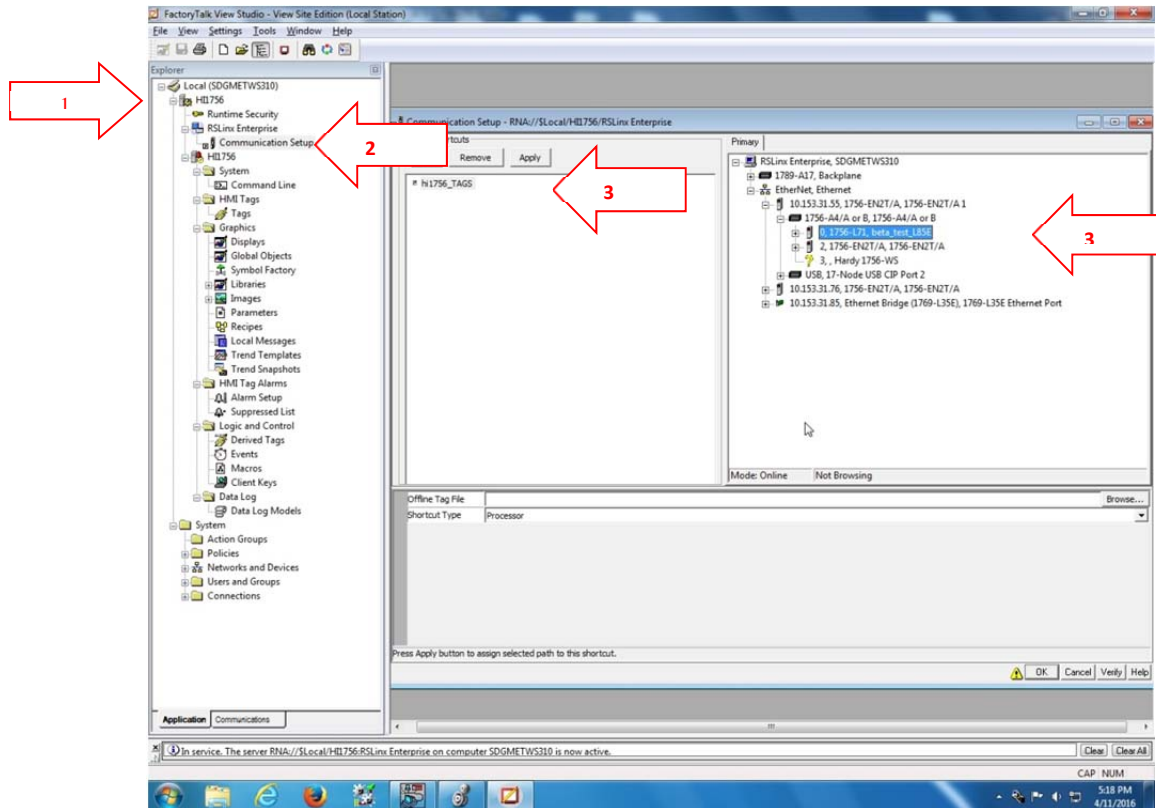 FactoryTalk View Studio - View Site Edition (Local Station)
File View Settings Tools Window Help
Explorer
Local (SDGMETWS310)
HI1756
Runtime Security
RSLinx Enterprise
Communication Setup
HI1756
System
Command Line
HMI Tags
Tags
Graphics
Displays
Global Objects
Symbol Factory
Libraries
Images
Parameters
Recipes
Local Messages
Trend Templates
Trend Snapshots
HMI Tag Alarms
Alarm Setup
Suppressed List
Logic and Control
Derived Tags
Events
Macros
Client Keys
Data Log
Data Log Models
System
Action Groups
Policies
Networks and Devices
Users and Groups
Connections
Application Communications
1
2
3
3
Communication Setup - RNA://$Local/HI1756/RSLinx Enterprise
Remove Apply
hi1756_TAGS
Primary
RSLinx Enterprise, SDGMETWS310
1789-A17, Backplane
EtherNet, Ethernet
10.153.31.55, 1756-EN2T/A, 1756-EN2T/A 1
1756-A4/A or B, 1756-A4/A or B
0, 1756-L71, beta_test_L85E
2, 1756-EN2T/A, 1756-EN2T/A
3, , Hardy 1756-WS
USB, 17-Node USB CIP Port 2
10.153.31.76, 1756-EN2T/A, 1756-EN2T/A
10.153.31.85, Ethernet Bridge (1769-L35E), 1769-L35E Ethernet Port
Mode: Online Not Browsing
Offline Tag File Browse...
Shortcut Type Processor
Press Apply button to assign selected path to this shortcut.
OK Cancel Verify Help
In service. The server RNA://$Local/HI1756:RSLinx Enterprise on computer SDGMETWS310 is now active.
Clear Clear All
CAP NUM
5:18 PM
4/11/2016